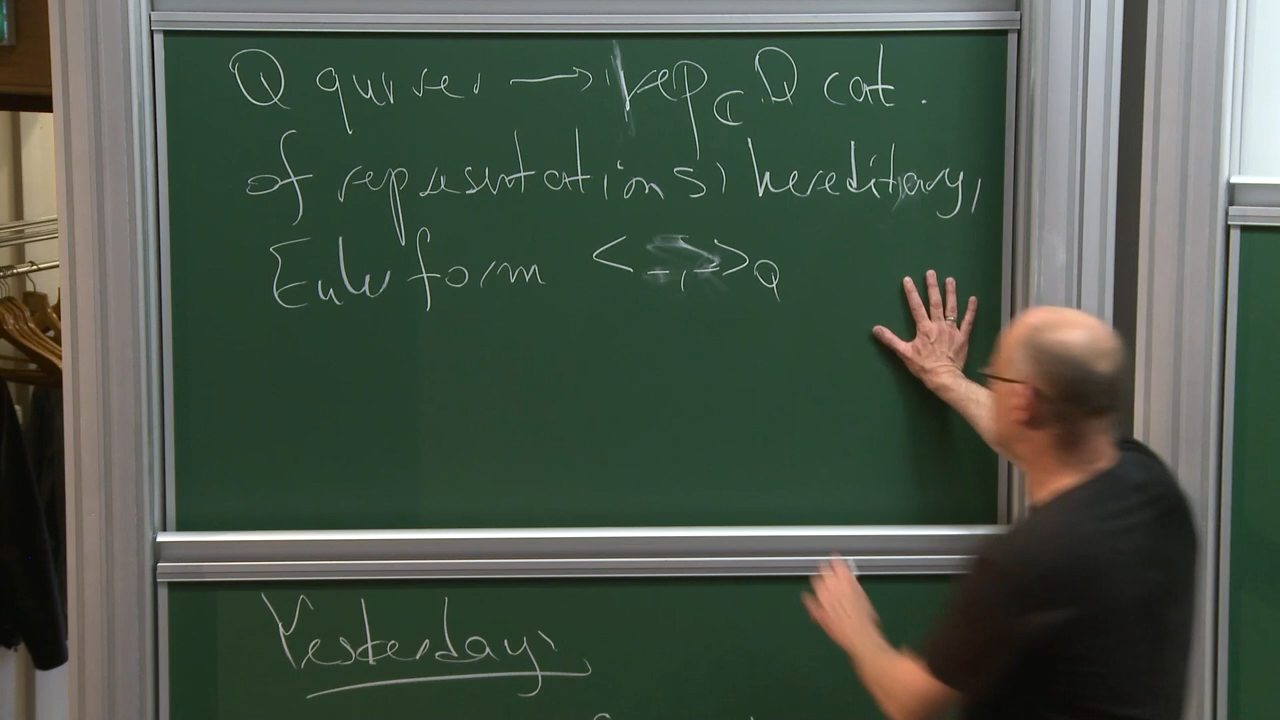 Q quiver → rep_ℂ Q cat.
of representations, hereditary,
Euler form <_,_>_Q
Yesterday: